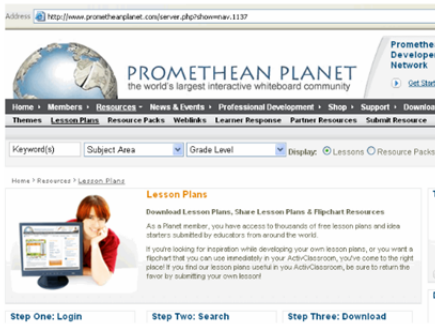 Address http://www.prometheanplanet.com/server.php?show=nav.1137
PROMETHEAN PLANET
the world's largest interactive whiteboard community
Promethe
Develope
Network
Get Star
Home Members Resources News & Events Professional Development Shop Support Downloa
Themes Lesson Plans Resource Packs Weblinks Learner Response Partner Resources Submit Resource
Keyword(s) Subject Area Grade Level Display: Lessons Resource Packs
Home > Resources > Lesson Plans
Lesson Plans
Download Lesson Plans, Share Lesson Plans & Flipchart Resources
As a Planet member, you have access to thousands of free lesson plans and idea
starters submitted by educators from around the world.
If you're looking for inspiration while developing your own lesson plans, or you want a
flipchart that you can use immediately in your ActivClassroom, you've come to the right
place! If you find our lesson plans useful in you ActivClassroom, be sure to return the
favor by submitting your own lesson!
Step One: Login Step Two: Search Step Three: Download